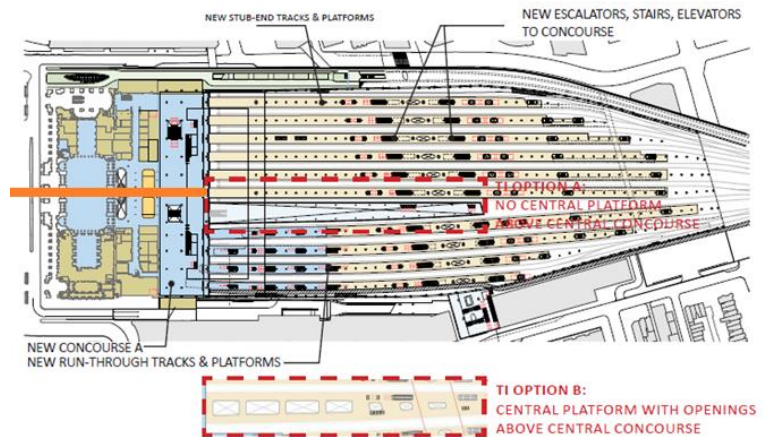 NEW STUB-END TRACKS & PLATFORMS
NEW ESCALATORS, STAIRS, ELEVATORS
TO CONCOURSE
TI OPTION A:
NO CENTRAL PLATFORM
ABOVE CENTRAL CONCOURSE
NEW CONCOURSE A
NEW RUN-THROUGH TRACKS & PLATFORMS
TI OPTION B:
CENTRAL PLATFORM WITH OPENINGS
ABOVE CENTRAL CONCOURSE